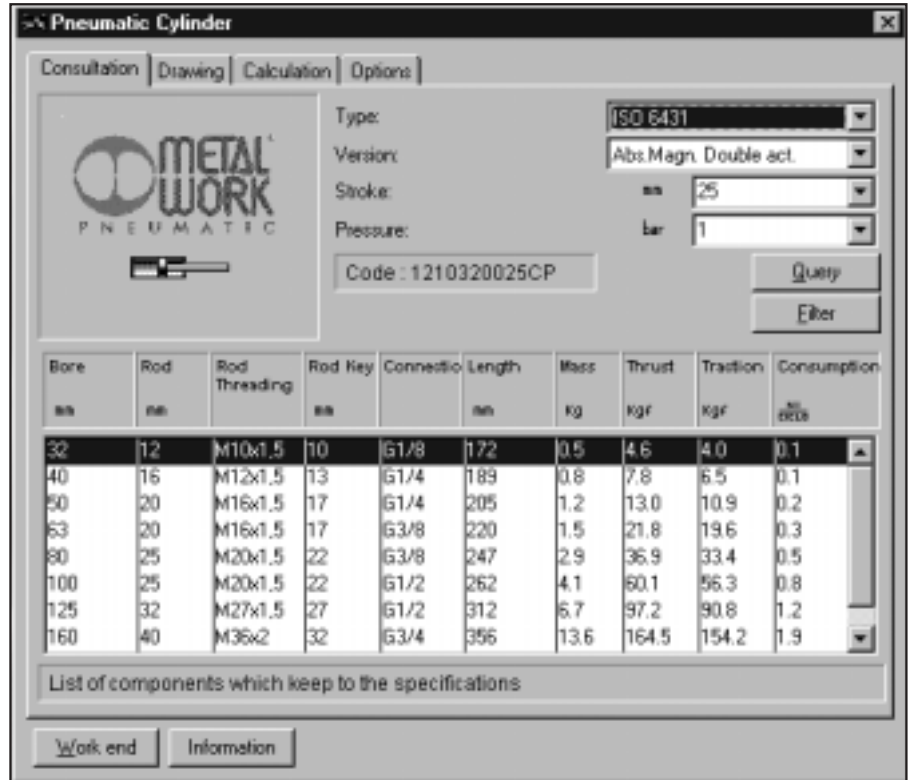 Pneumatic Cylinder
Consultation Drawing Calculation Options
METAL
WORK
PNEUMATIC
Type: ISO 6431
Version: Abs.Magn. Double act.
Stroke: mm 25
Pressure: bar 1
Code : 1210320025CP
Query
Filter
Bore Rod Rod Threading Rod Key Connectio Length Mass Thrust Traction Consumption
mm mm mm mm Kg Kgf Kgf
32 12 M10x1,5 10 G1/8 172 0.5 4.6 4.0 0.1
40 16 M12x1,5 13 G1/4 189 0.8 7.8 6.5 0.1
50 20 M16x1,5 17 G1/4 205 1.2 13.0 10.9 0.2
63 20 M16x1,5 17 G3/8 220 1.5 21.8 19.6 0.3
80 25 M20x1,5 22 G3/8 247 2.9 36.9 33.4 0.5
100 25 M20x1,5 22 G1/2 262 4.1 60.1 56.3 0.8
125 32 M27x1,5 27 G1/2 312 6.7 97.2 90.8 1.2
160 40 M36x2 32 G3/4 356 13.6 164.5 154.2 1.9
List of components which keep to the specifications
Work end Information